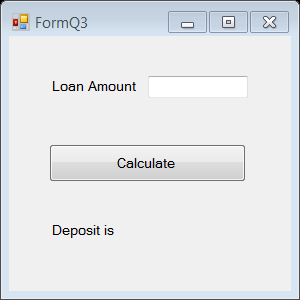 FormQ3
Loan Amount
Calculate
Deposit is